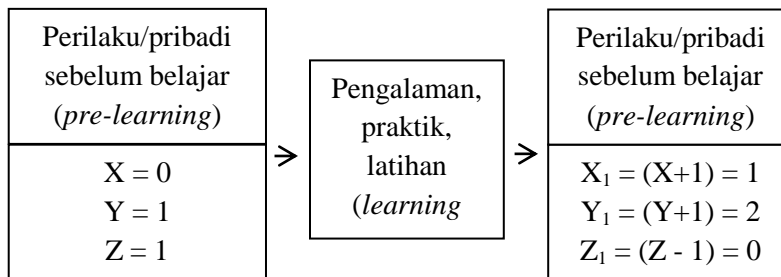 Perilaku/pribadi
sebelum belajar
(pre-learning)
X = 0
Y = 1
Z = 1
Pengalaman,
praktik,
latihan
(learning
Perilaku/pribadi
sebelum belajar
(pre-learning)
X₁ = (X+1) = 1
Y₁ = (Y+1) = 2
Z₁ = (Z - 1) = 0